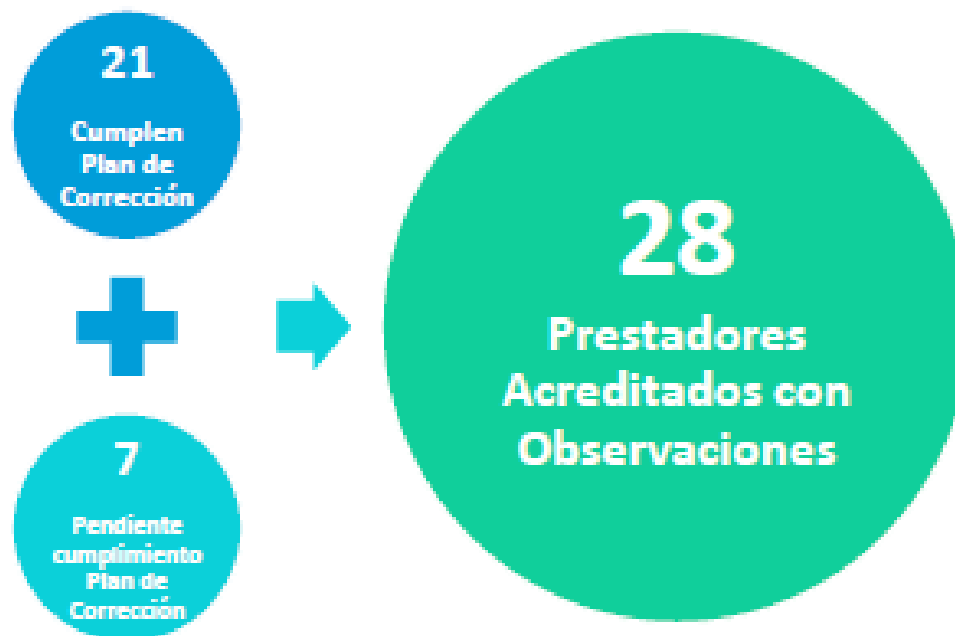 21
Cumplen
Plan de
Corrección
7
Pendiente
cumplimiento
Plan de
Corrección
28
Prestadores
Acreditados con
Observaciones